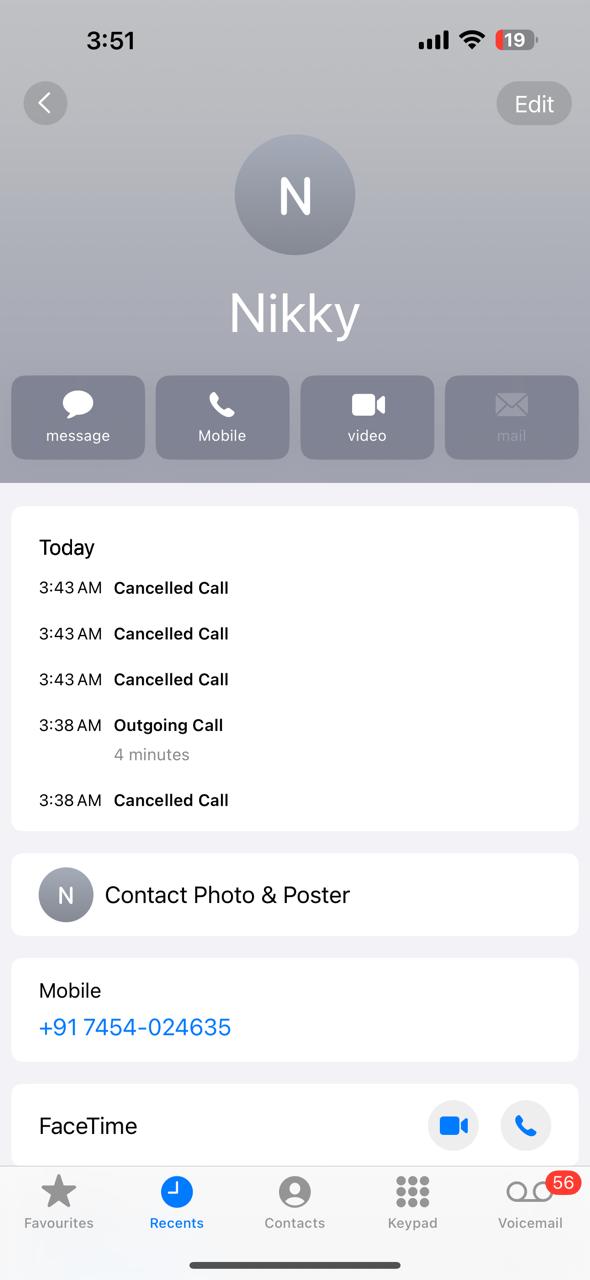 3:51
19
Edit
N
Nikky
message
Mobile
video
mail
Today
3:43 AM Cancelled Call
3:43 AM Cancelled Call
3:43 AM Cancelled Call
3:38 AM Outgoing Call
4 minutes
3:38 AM Cancelled Call
N Contact Photo & Poster
Mobile
+91 7454-024635
FaceTime
56
Favourites
Recents
Contacts
Keypad
Voicemail